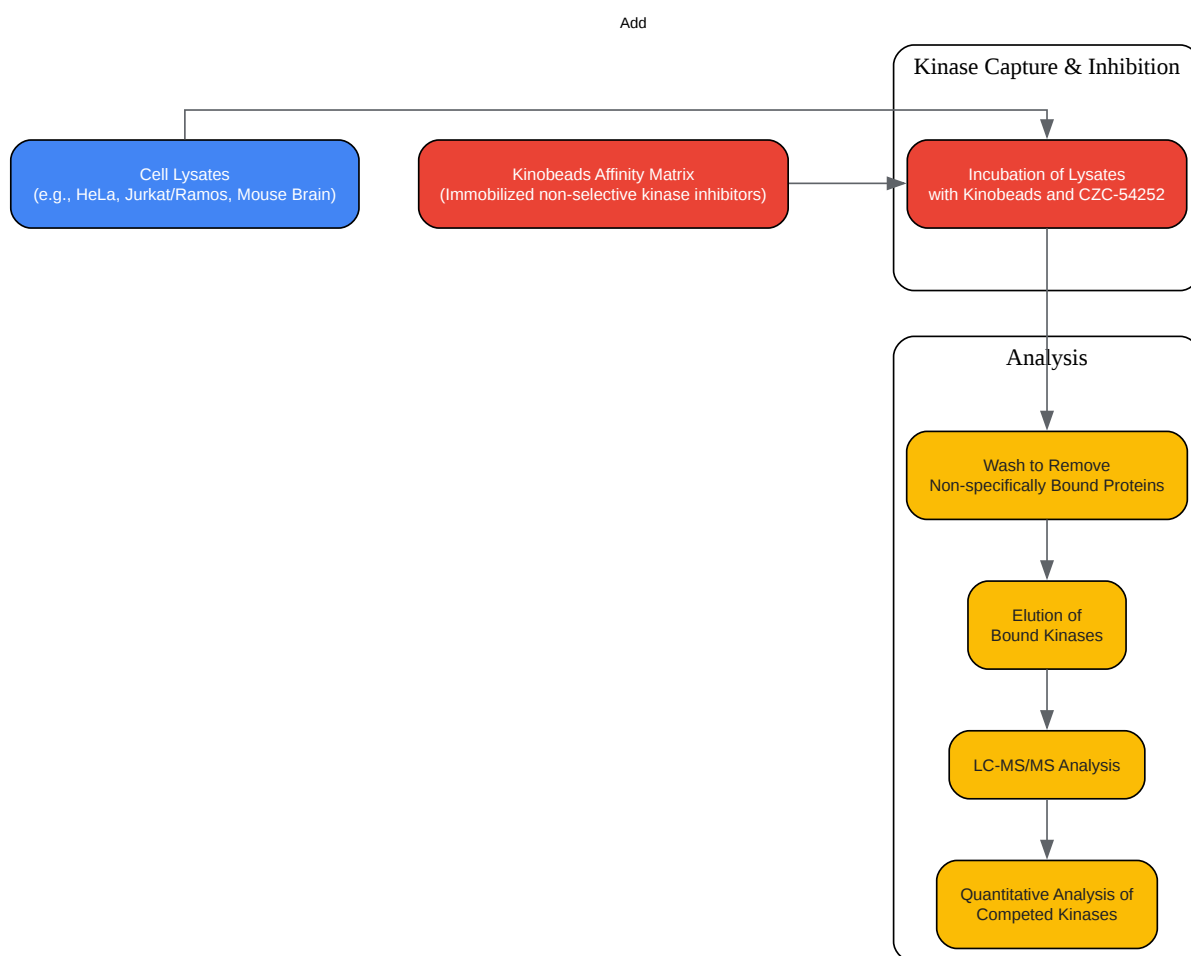 Add
Kinase Capture & Inhibition
Cell Lysates
(e.g., HeLa, Jurkat/Ramos, Mouse Brain)
Kinobeads Affinity Matrix
(Immobilized non-selective kinase inhibitors)
Incubation of Lysates
with Kinobeads and CZC-54252
Analysis
Wash to Remove
Non-specifically Bound Proteins
Elution of
Bound Kinases
LC-MS/MS Analysis
Quantitative Analysis of
Competed Kinases